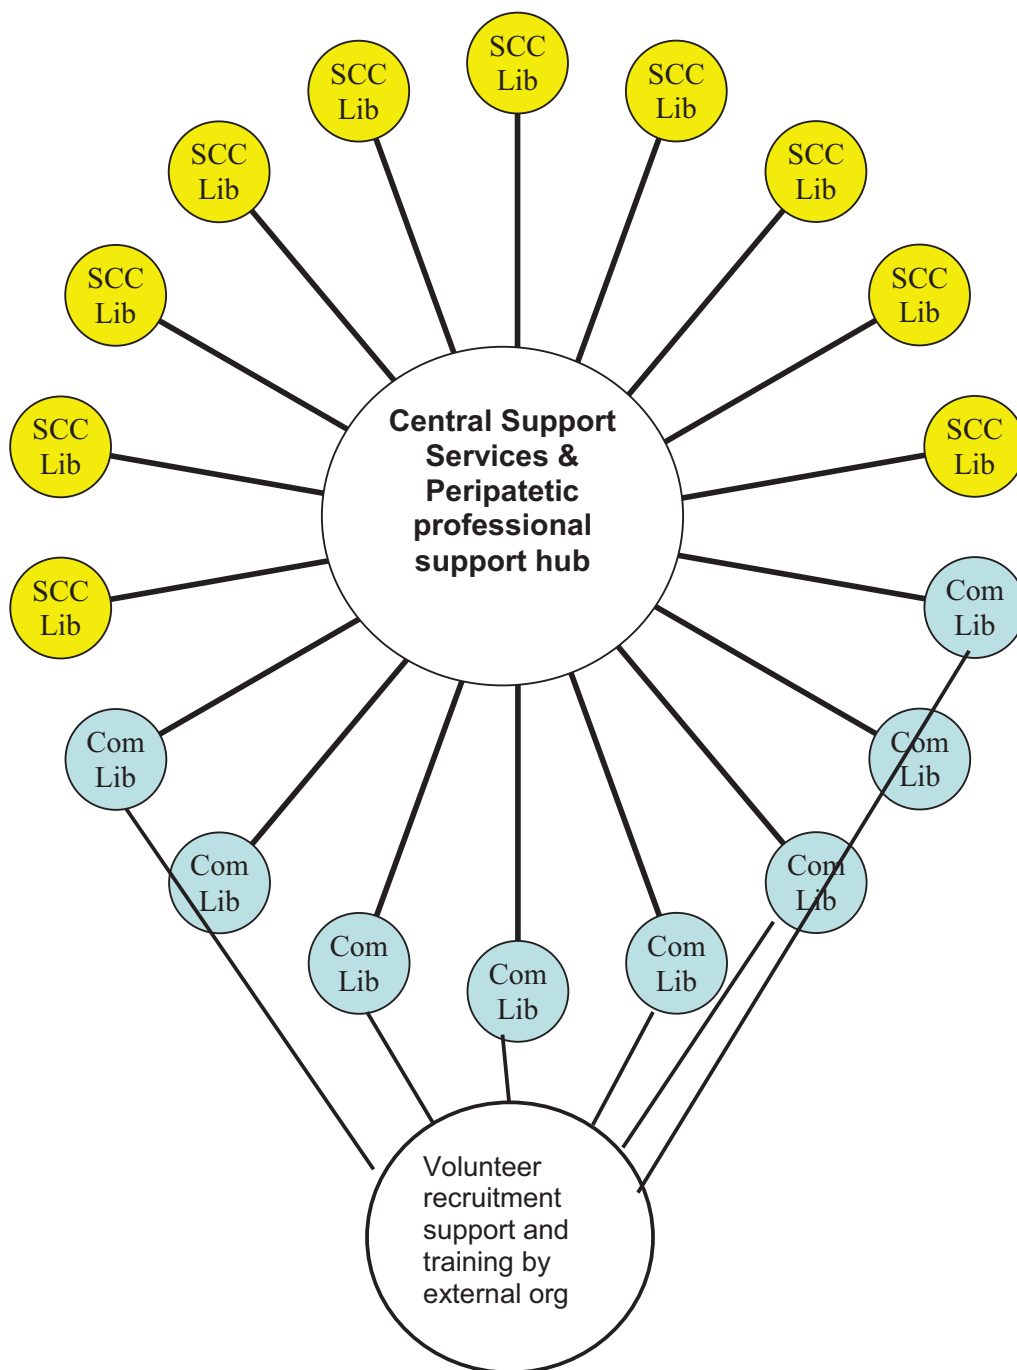 SCC
Lib
SCC
Lib
SCC
Lib
SCC
Lib
SCC
Lib
SCC
Lib
SCC
Lib
SCC
Lib
SCC
Lib
SCC
Lib
Central Support
Services &
Peripatetic
professional
support hub
Com
Lib
Com
Lib
Com
Lib
Com
Lib
Com
Lib
Com
Lib
Com
Lib
Com
Lib
Volunteer
recruitment
support and
training by
external org